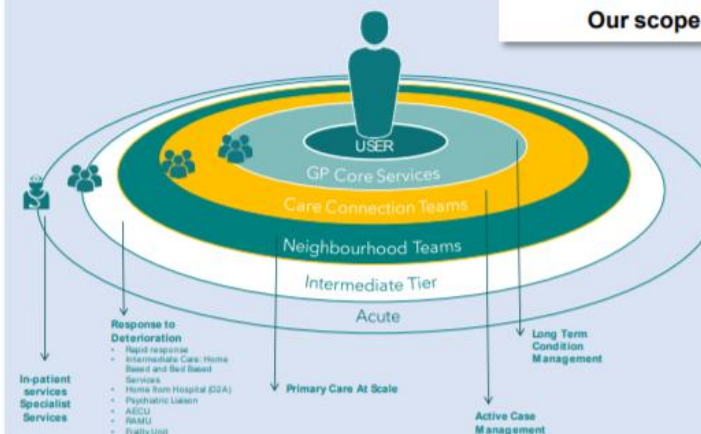 Our scope
USER
GP Core Services
Care Connection Teams
Neighbourhood Teams
Intermediate Tier
Acute
In-patient
services
Specialist
Services
Response to
Deterioration
• Rapid response
• Intermediate Care: Home
Based and Bed Based
Services
• Home from Hospital (D2A)
• Psychiatric Liaison
• AECU
• RAMU
• Frailty Unit
Primary Care At Scale
Active Case
Management
Long Term
Condition
Management